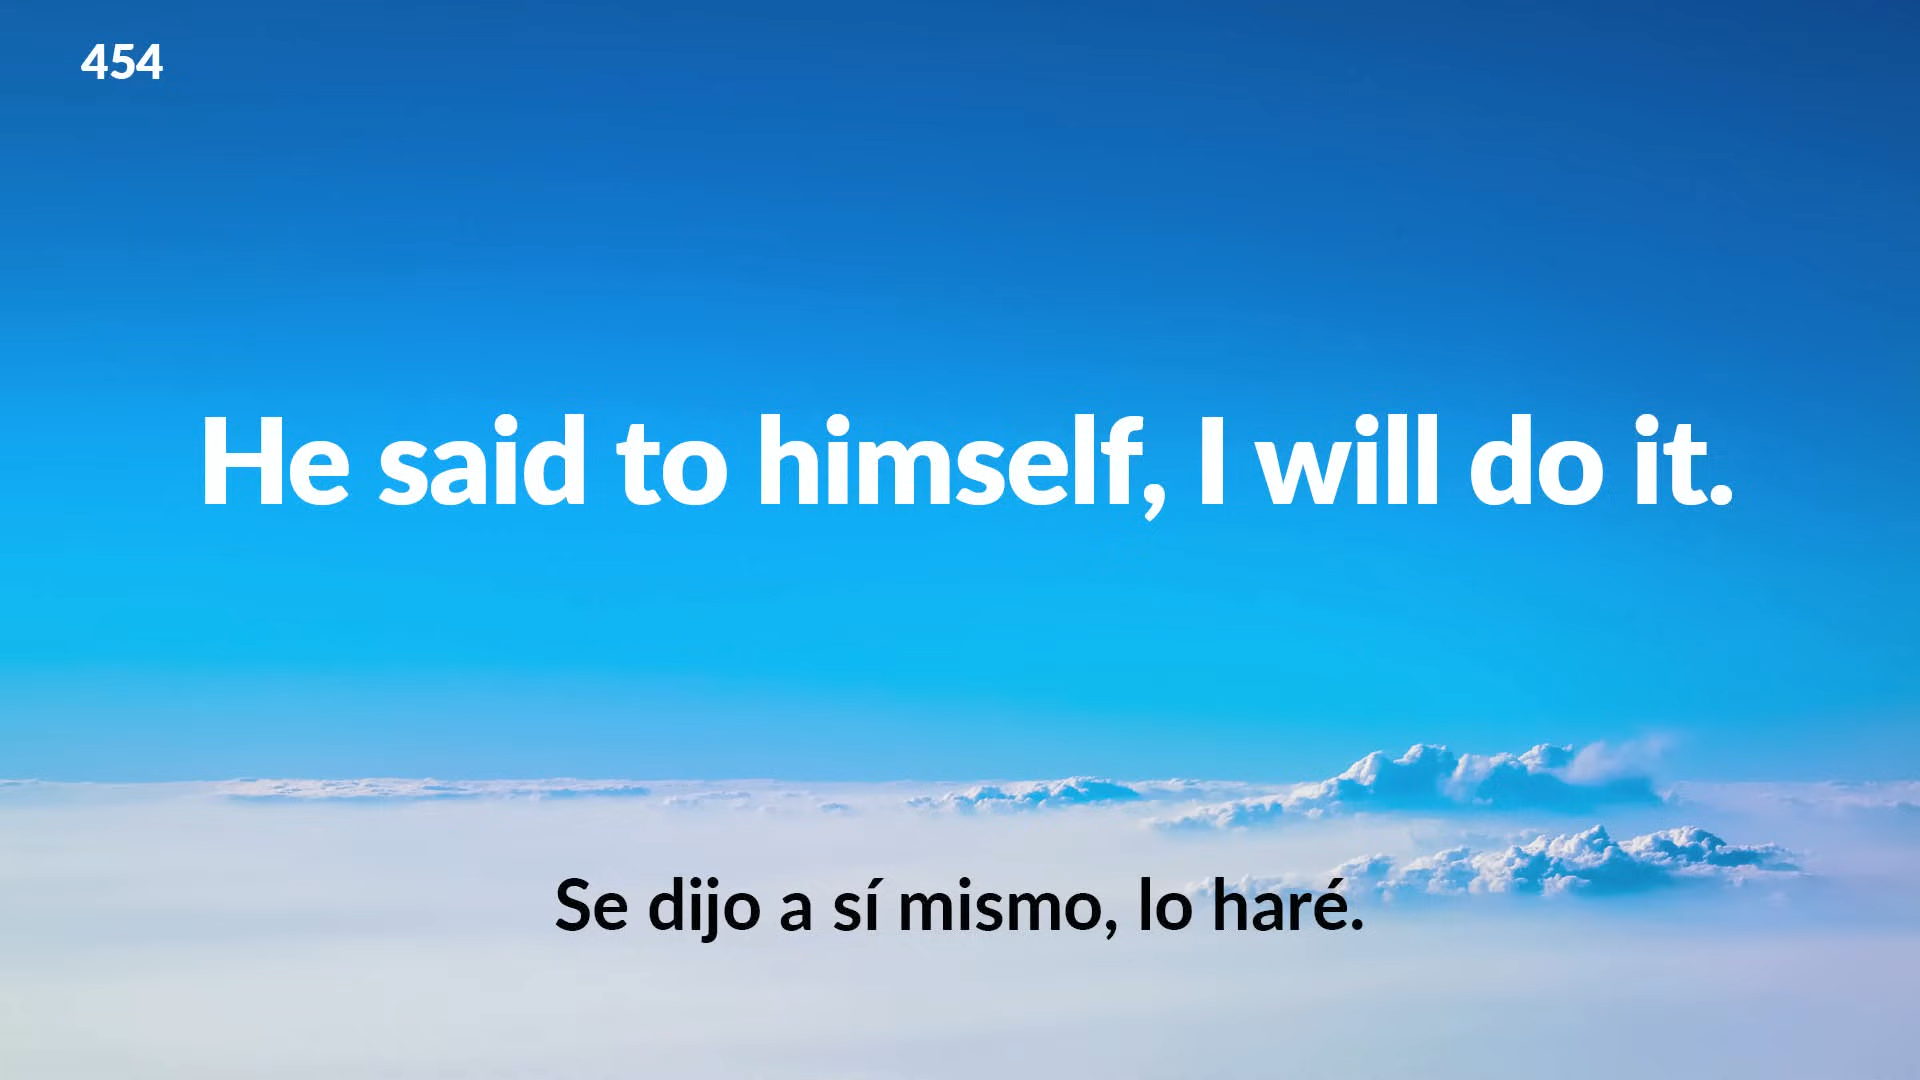 454
He said to himself, I will do it.
Se dijo a sí mismo, lo haré.